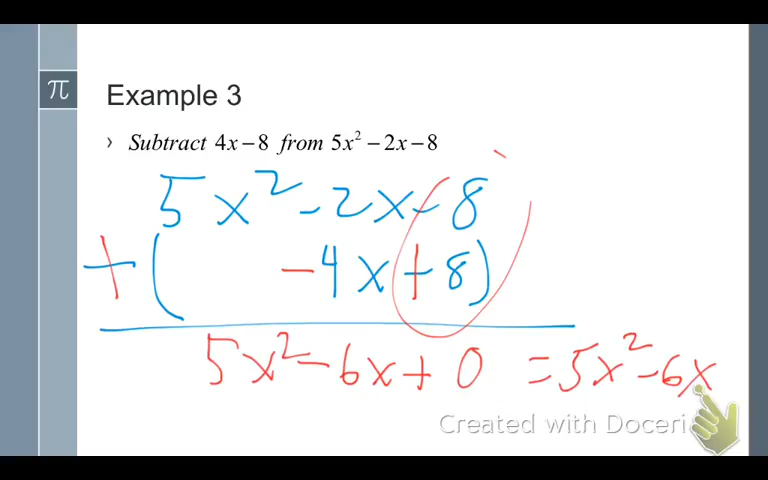 π
Example 3
› Subtract 4x − 8 from 5x² − 2x − 8
5x² - 2x - 8
+ ( - 4x + 8)
5x² - 6x + 0 = 5x² - 6x
Created with Doceri